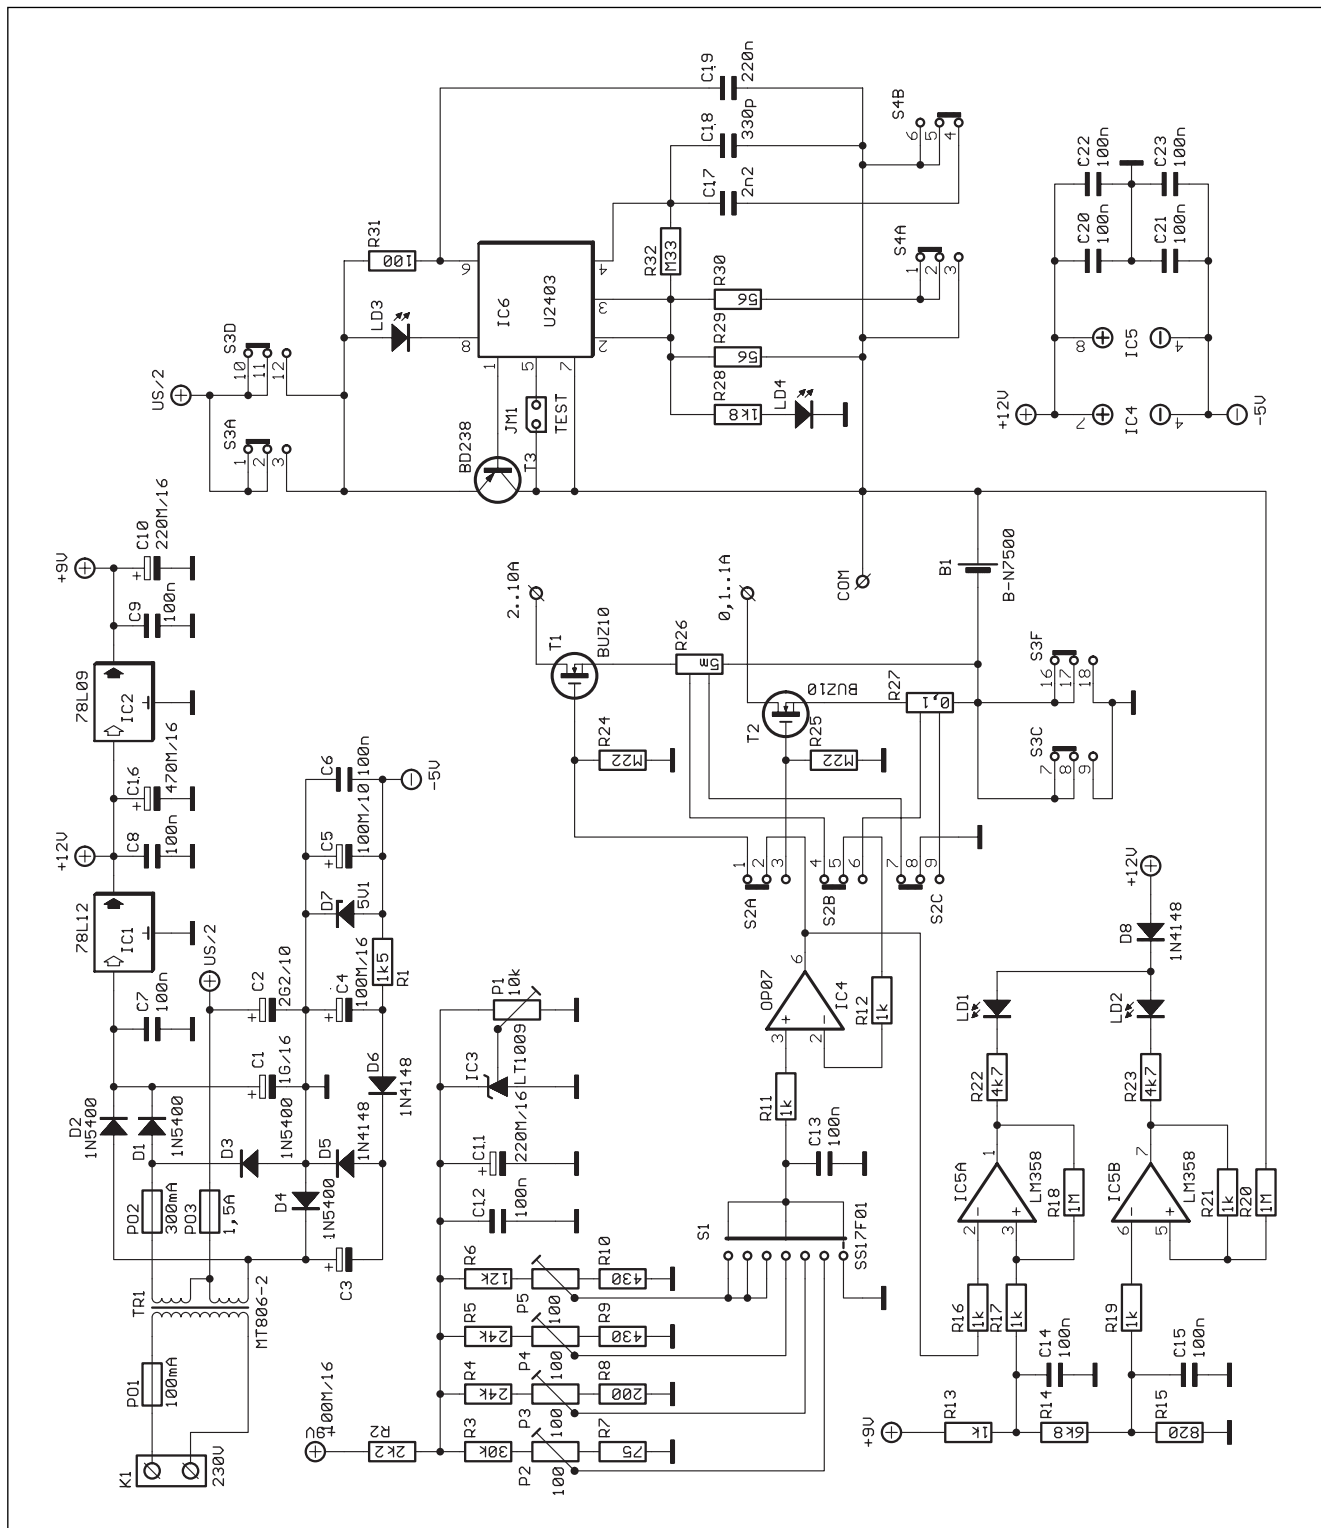 K1
230V
PO1
100mA
TR1
MT806-2
PO2
300mA
PO3
1,5A
D2
1N5400
D1
1N5400
D3
1N5400
D4
1N5400
D5
1N4148
D6
1N4148
C3
100M/16
C1
1G/16
C2
2G2/10
C4
100M/16
R1
1k5
D7
5V1
C5
100M/10
C6
100n
-5V
US/2
C7
100n
78L12
IC1
+12V
C8
100n
C16
470M/16
78L09
IC2
C9
100n
+9V
C10
220M/16
+9V
R2
2k2
R3
30k
R4
24k
R5
24k
R6
12k
P2
100
P3
100
P4
100
P5
100
R7
75
R8
200
R9
430
R10
430
C12
100n
C11
220M/16
IC3
LT1009
P1
10k
S1
SS17F01
C13
100n
R11
1k
OP07
IC4
3
2
6
+
-
R12
1k
S2A
1
2
3
S2B
4
5
6
S2C
7
8
9
R24
M22
T1
BUZ10
2..10A
R25
M22
T2
BUZ10
0,1..1A
R26
5m
R27
0,1
COM
B1
B-N7500
S3C
7
8
9
S3F
16
17
18
US/2
S3A
1
2
3
S3D
10
11
12
BD238
T3
JM1
TEST
LD3
R31
100
IC6
U2403
1
5
7
8
6
2
3
4
R32
M33
R28
1k8
R29
56
R30
56
LD4
C17
2n2
C18
330p
C19
220n
S4A
1
2
3
S4B
6
5
4
+12V
7
IC4
4
8
IC5
4
-5V
C20
100n
C21
100n
C22
100n
C23
100n
+9V
R13
1k
R14
6k8
R15
820
C14
100n
C15
100n
R16
1k
R17
1k
R19
1k
IC5A
LM358
2
3
1
-
+
R18
1M
IC5B
LM358
6
5
7
-
+
R21
1k
R20
1M
R22
4k7
R23
4k7
LD1
LD2
D8
1N4148
+12V